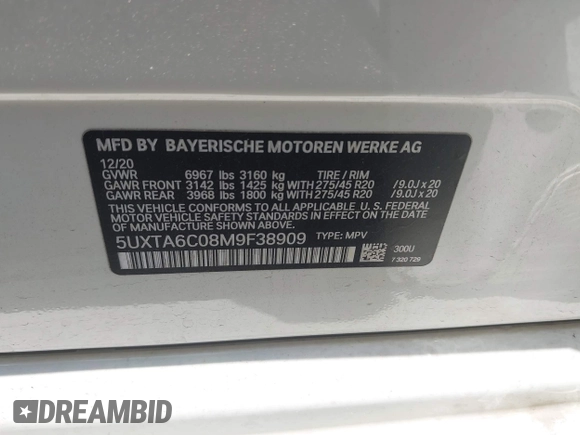 MFD BY BAYERISCHE MOTOREN WERKE AG
12/20
GVWR 6967 lbs 3160 kg TIRE / RIM
GAWR FRONT 3142 lbs 1425 kg WITH 275/45 R20 /9.0J x 20
GAWR REAR 3968 lbs 1800 kg WITH 275/45 R20 /9.0J x 20
THIS VEHICLE CONFORMS TO ALL APPLICABLE U. S. FEDERAL
MOTOR VEHICLE SAFETY STANDARDS IN EFFECT ON THE
DATE OF MANUFACTURE SHOWN ABOVE.
5UXTA6C08M9F38909 TYPE: MPV
300U
7 320 729
DREAMBID